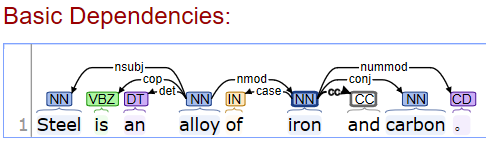 Basic Dependencies:
nsubj nummod
cop nmod conj
det case cc
NN VBZ DT NN IN NN CC NN CD
1 Steel is an alloy of iron and carbon 。